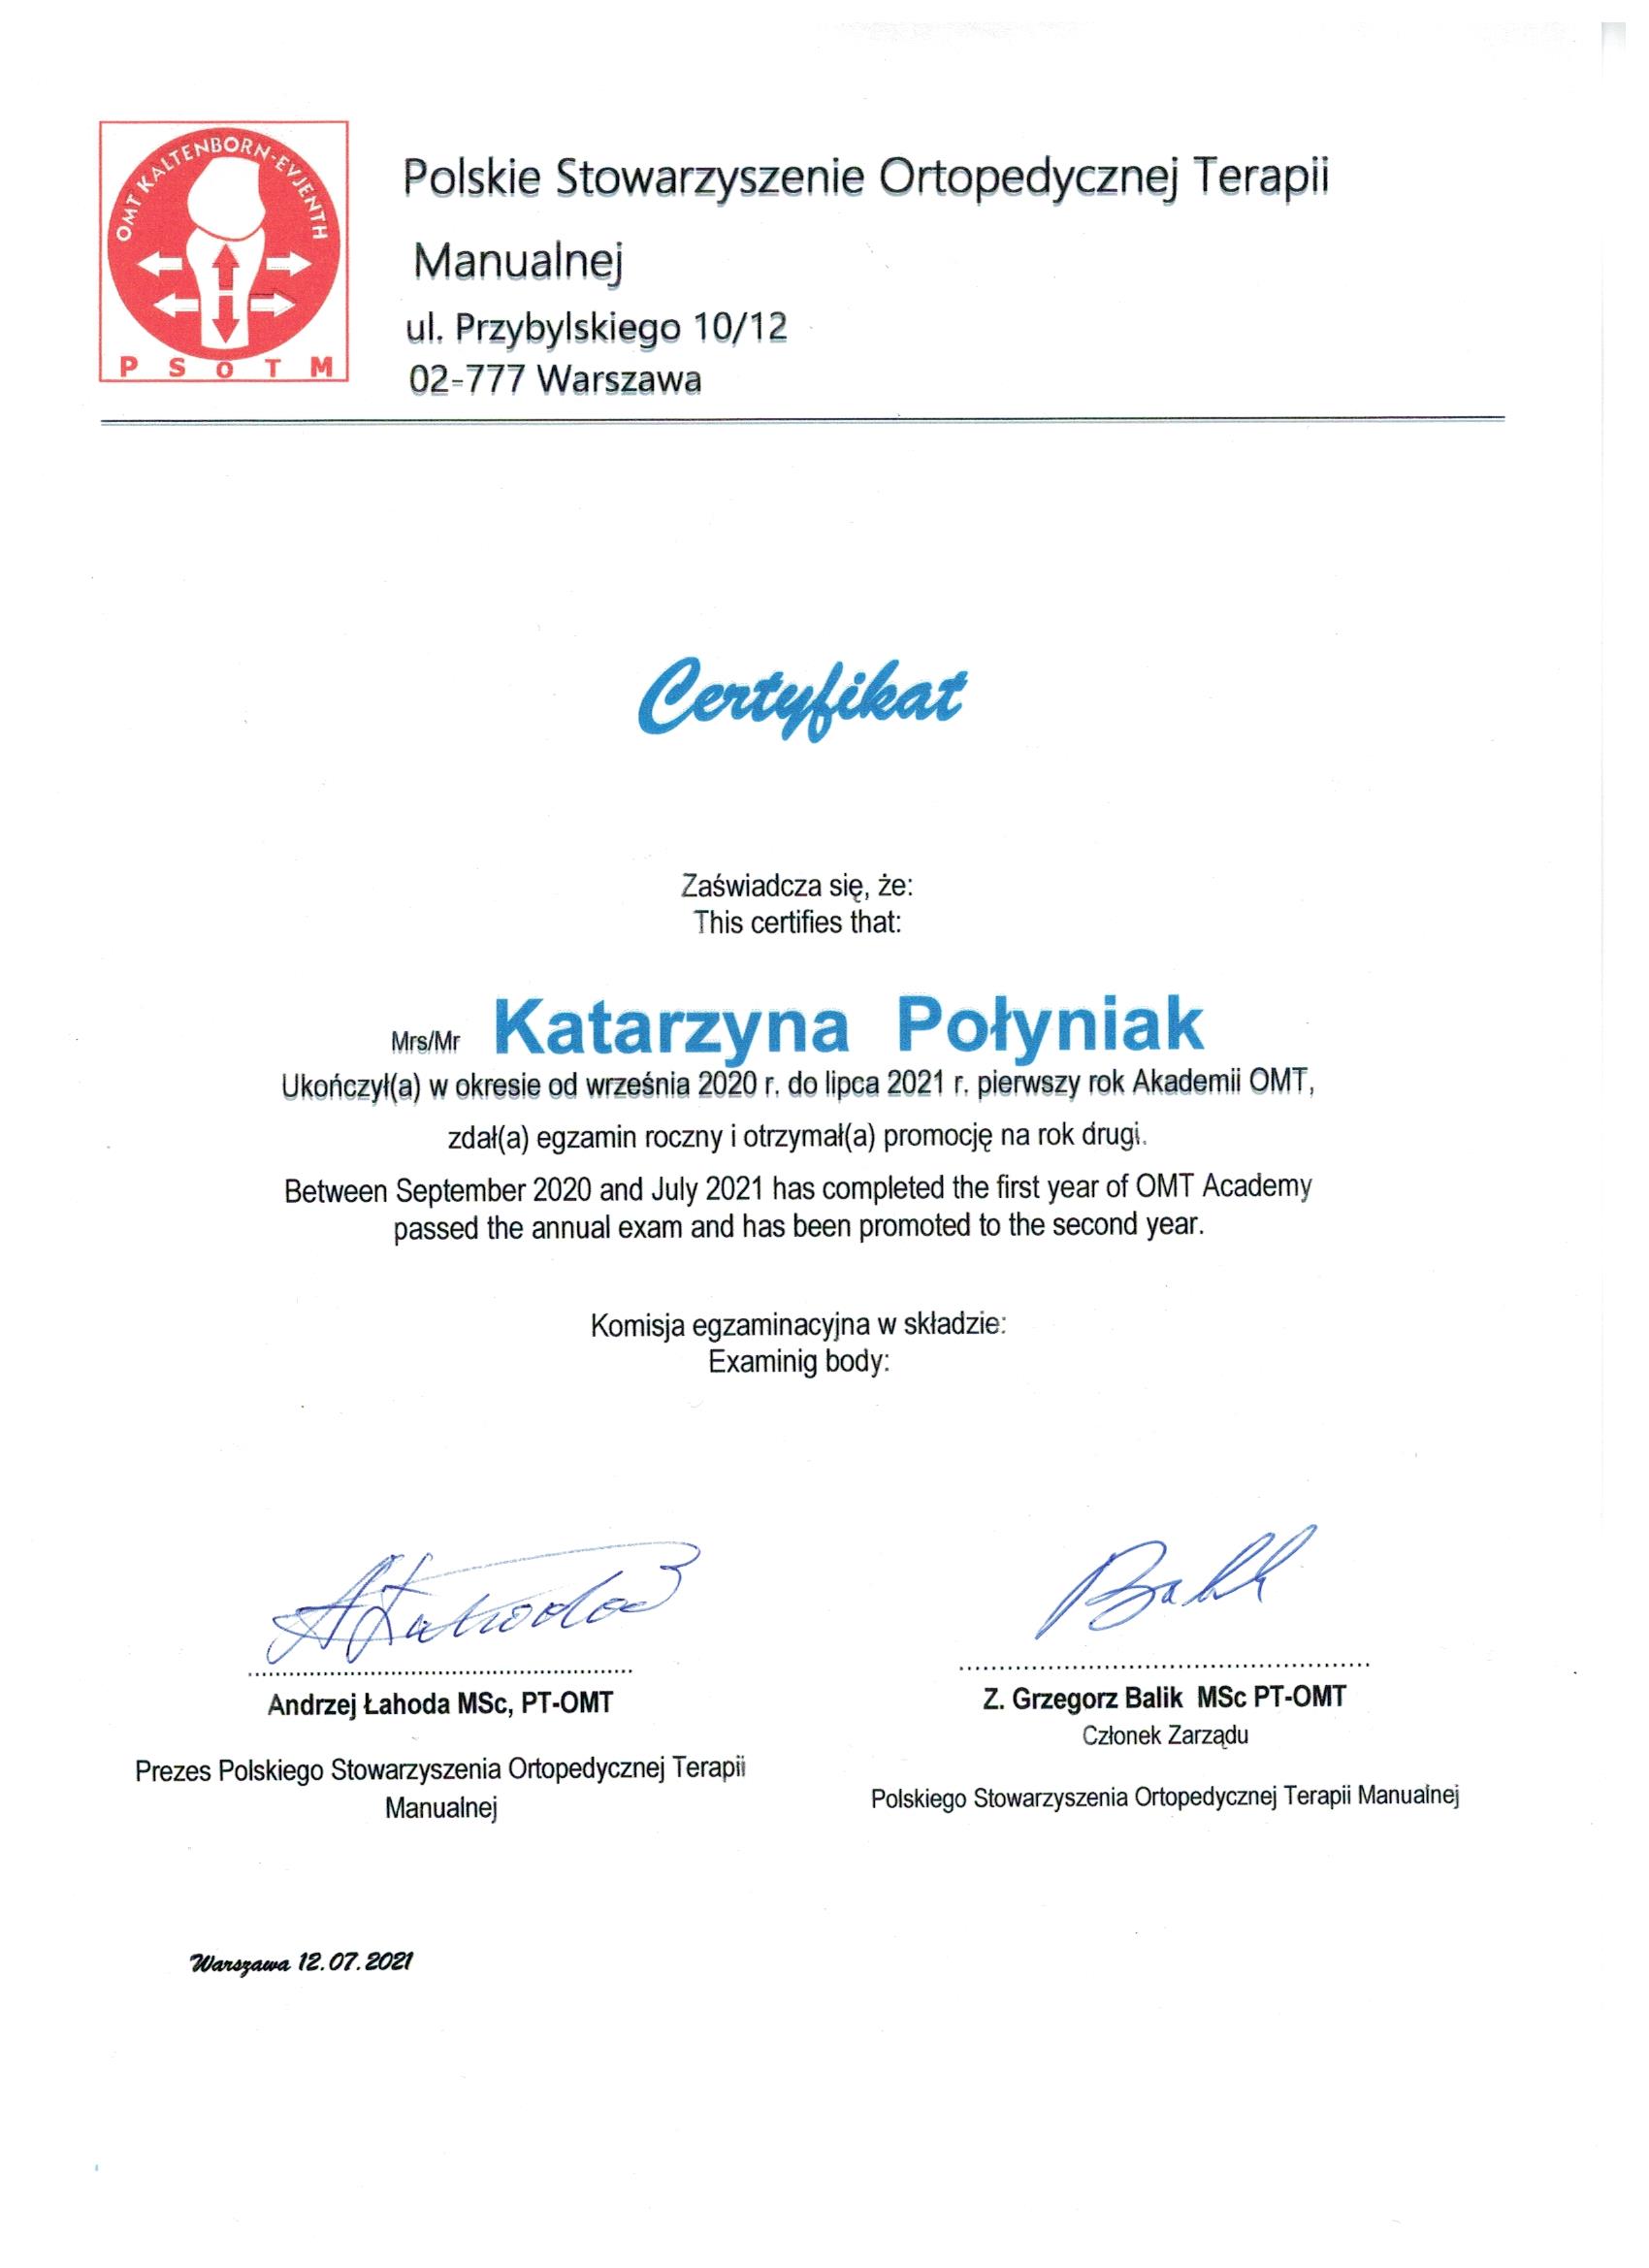 OMT KALTENBORN-EVJENTH
P S O T M
Polskie Stowarzyszenie Ortopedycznej Terapii
Manualnej
ul. Przybylskiego 10/12
02-777 Warszawa
Certyfikat
Zaświadcza się, że:
This certifies that:
Mrs/Mr Katarzyna Połyniak
Ukończył(a) w okresie od września 2020 r. do lipca 2021 r. pierwszy rok Akademii OMT,
zdał(a) egzamin roczny i otrzymał(a) promocję na rok drugi.
Between September 2020 and July 2021 has completed the first year of OMT Academy
passed the annual exam and has been promoted to the second year.
Komisja egzaminacyjna w składzie:
Examinig body:
Andrzej Łahoda MSc, PT-OMT
Prezes Polskiego Stowarzyszenia Ortopedycznej Terapii
Manualnej
Z. Grzegorz Balik MSc PT-OMT
Członek Zarządu
Polskiego Stowarzyszenia Ortopedycznej Terapii Manualnej
Warszawa 12.07.2021